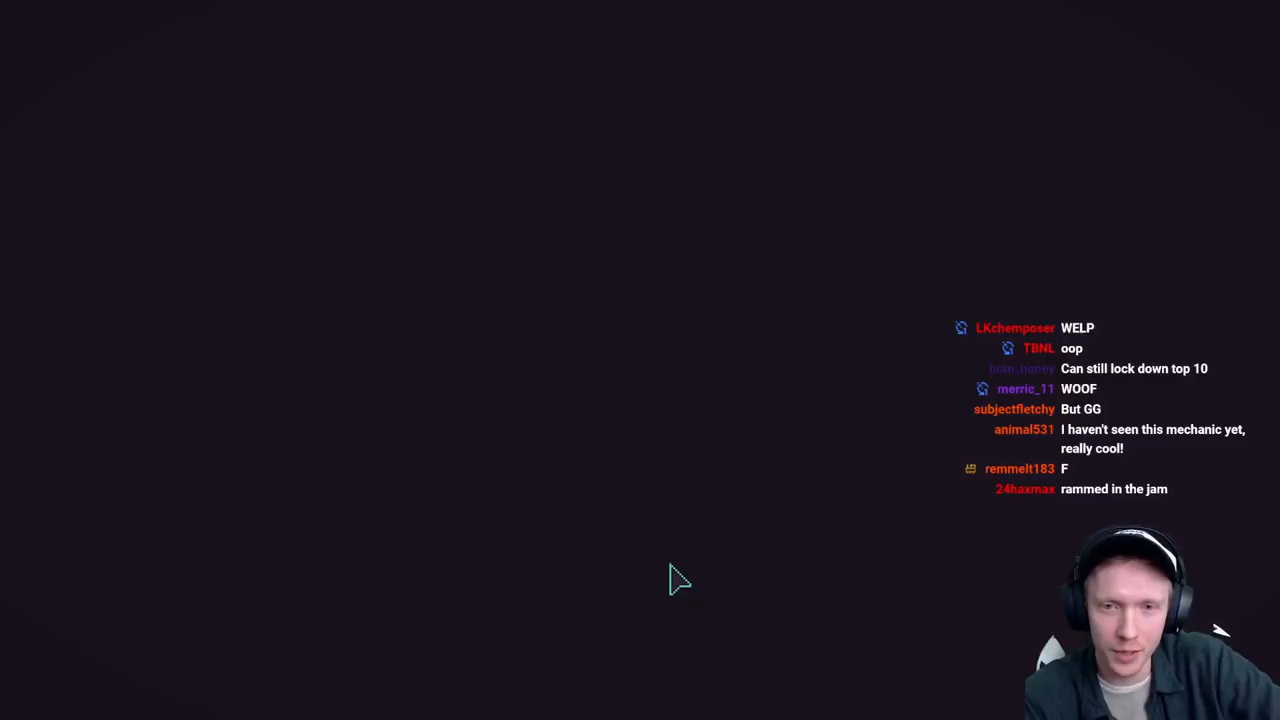 LKchemposer WELP
TBNL oop
bran_honey Can still lock down top 10
merric_11 WOOF
subjectfletchy But GG
animal531 I haven't seen this mechanic yet,
really cool!
remmelt183 F
24haxmax rammed in the jam